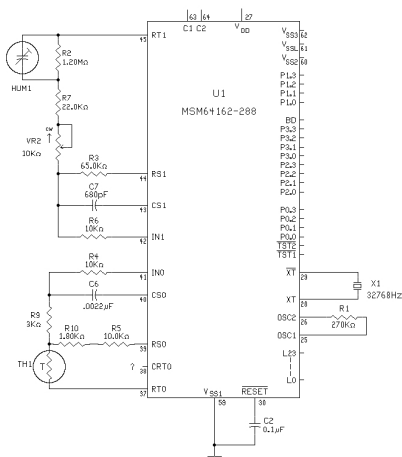 63 64
C1 C2
27
VDD
VSS3 62
VSSL 61
VSS2 60
45 RT1
R2
1.20MΩ
HUM1
U1
MSM64162-288
P1.3
P1.2
P1.1
P1.0
R7
22.0KΩ
BD
P3.3
P3.2
P3.1
P3.0
P2.3
P2.2
P2.1
P2.0
CW
VR2
10KΩ
R3
65.0KΩ
44 RS1
C7
680pF
43 CS1
P0.3
P0.2
P0.1
P0.0
TST2
TST1
R6
10KΩ
42 IN1
R4
10KΩ
41 IN0
C6
.0022µF
40 CS0
XT 29
X1
32768Hz
XT 28
R9
3KΩ
R10
1.80KΩ
R5
10.0KΩ
39 RS0
OSC2 26
R1
270KΩ
OSC1 25
TH1
T
? 38 CRT0
37 RT0
L23
L0
VSS1
59
RESET
30
C2
0.1µF